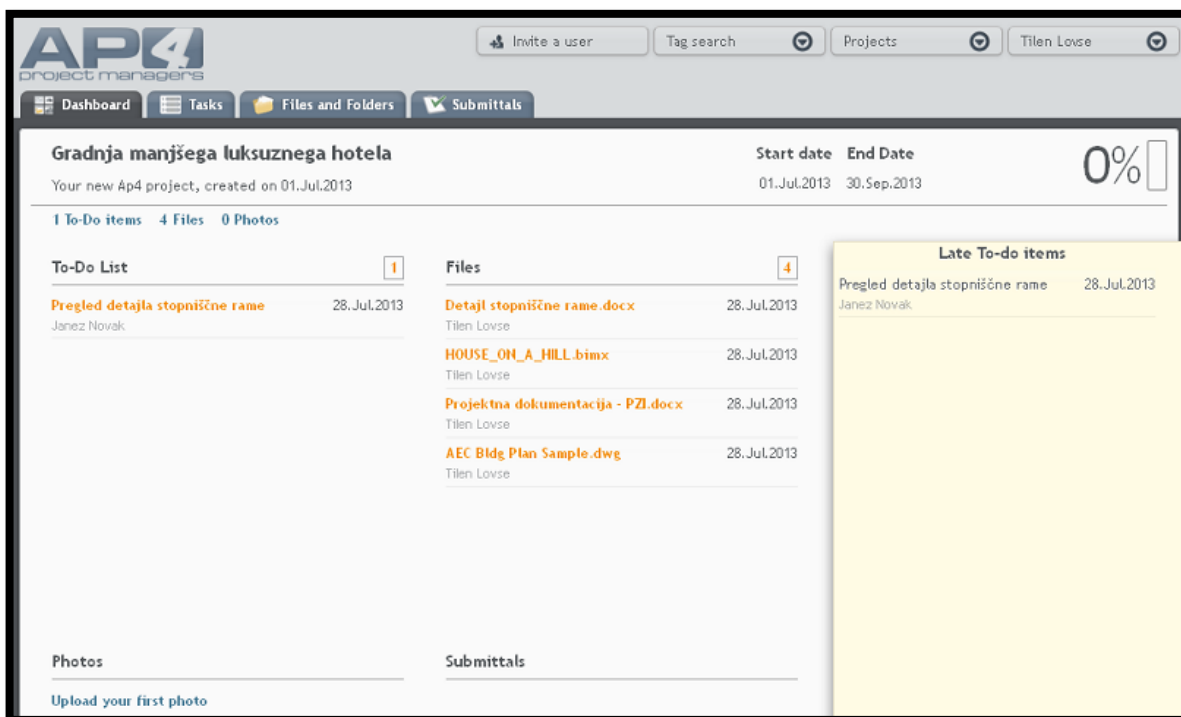 AP4
project managers
Invite a user
Tag search
Projects
Tilen Lovse
Dashboard
Tasks
Files and Folders
Submittals
Gradnja manjšega luksuznega hotela
Your new Ap4 project, created on 01.Jul.2013
Start date End Date
01.Jul.2013 30.Sep.2013
0%
1 To-Do items 4 Files 0 Photos
To-Do List 1
Pregled detajla stopniščne rame 28.Jul.2013
Janez Novak
Files 4
Detajl stopniščne rame.docx 28.Jul.2013
Tilen Lovse
HOUSE_ON_A_HILL.bimx 28.Jul.2013
Tilen Lovse
Projektna dokumentacija - PZI.docx 28.Jul.2013
Tilen Lovse
AEC Bldg Plan Sample.dwg 28.Jul.2013
Tilen Lovse
Late To-do items
Pregled detajla stopniščne rame 28.Jul.2013
Janez Novak
Photos
Upload your first photo
Submittals